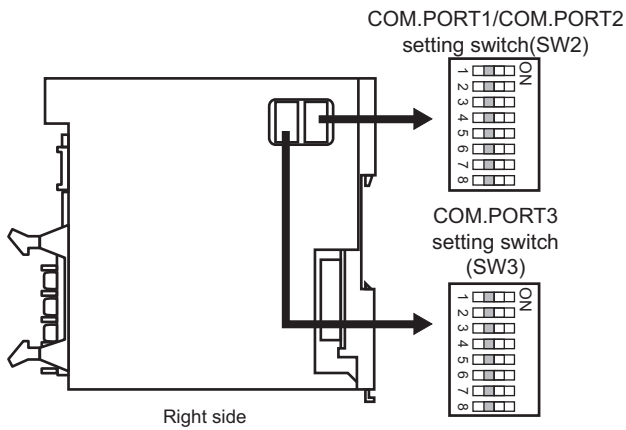 COM.PORT1/COM.PORT2
setting switch(SW2)
ON
1
2
3
4
5
6
7
8
COM.PORT3
setting switch
(SW3)
ON
1
2
3
4
5
6
7
8
Right side